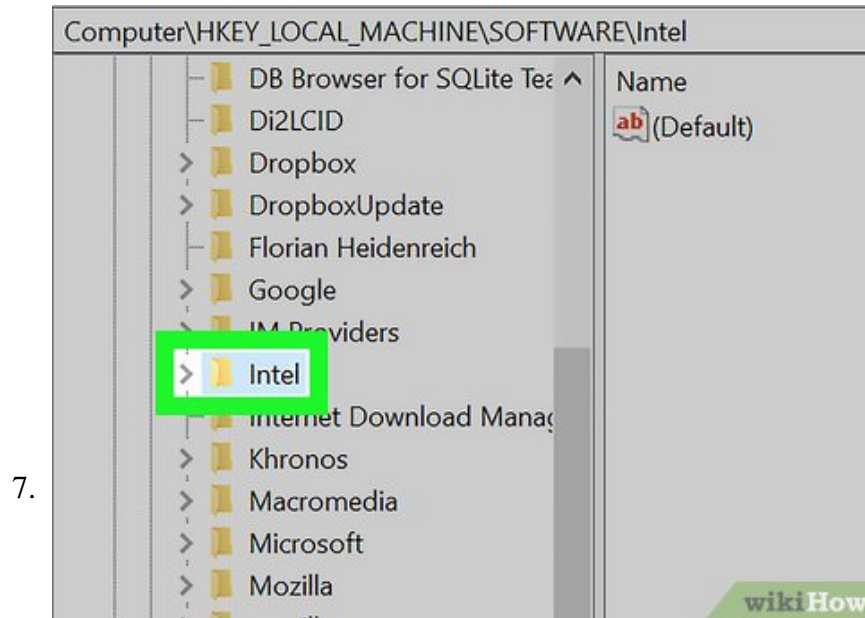 Computer\HKEY_LOCAL_MACHINE\SOFTWARE\Intel
DB Browser for SQLite Tea
Name
Di2LCID
ab (Default)
Dropbox
DropboxUpdate
Florian Heidenreich
Google
IM Providers
Intel
Internet Download Manag
Khronos
7.
Macromedia
Microsoft
Mozilla
wikiHow